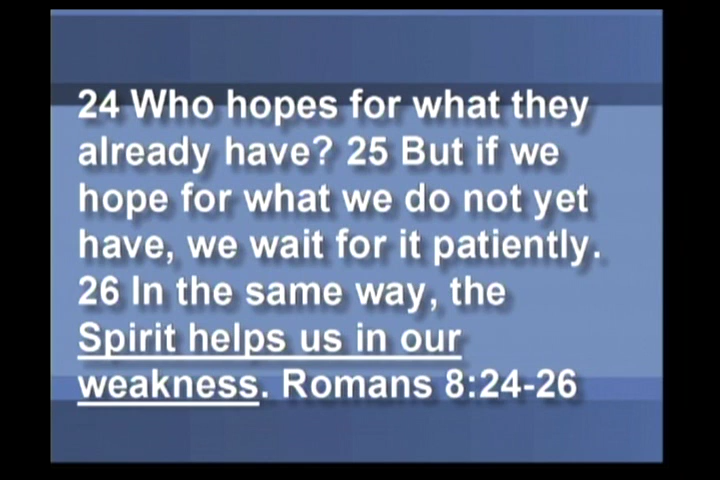 24 Who hopes for what they
already have? 25 But if we
hope for what we do not yet
have, we wait for it patiently.
26 In the same way, the
Spirit helps us in our
weakness. Romans 8:24-26